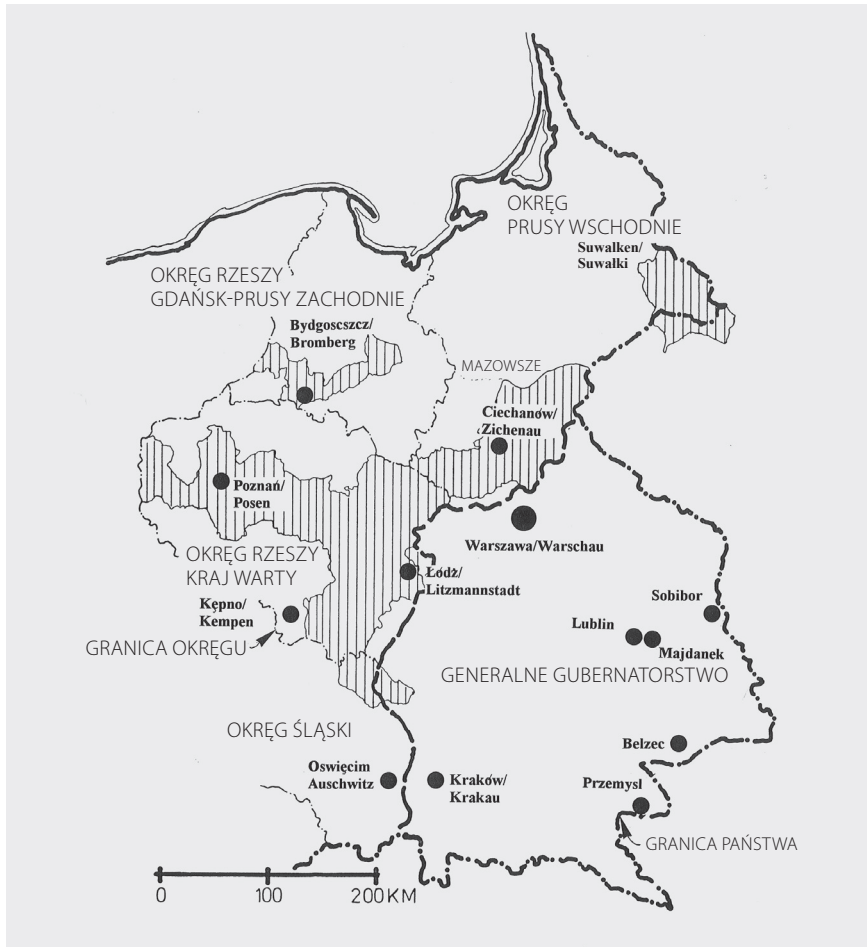 OKRĘG
PRUSY WSCHODNIE
Suwalken/
Suwałki
OKRĘG RZESZY
GDAŃSK-PRUSY ZACHODNIE
Bydgoscszcz/
Bromberg
MAZOWSZE
Ciechanów/
Zichenau
Poznań/
Posen
Warszawa/Warschau
OKRĘG RZESZY
KRAJ WARTY
Łódź/
Litzmannstadt
Kępno/
Kempen
Sobibor
Lublin
Majdanek
GRANICA OKRĘGU
GENERALNE GUBERNATORSTWO
OKRĘG ŚLĄSKI
Belzec
Oswięcim
Auschwitz
Kraków/
Krakau
Przemysl
GRANICA PAŃSTWA
0 100 200 KM